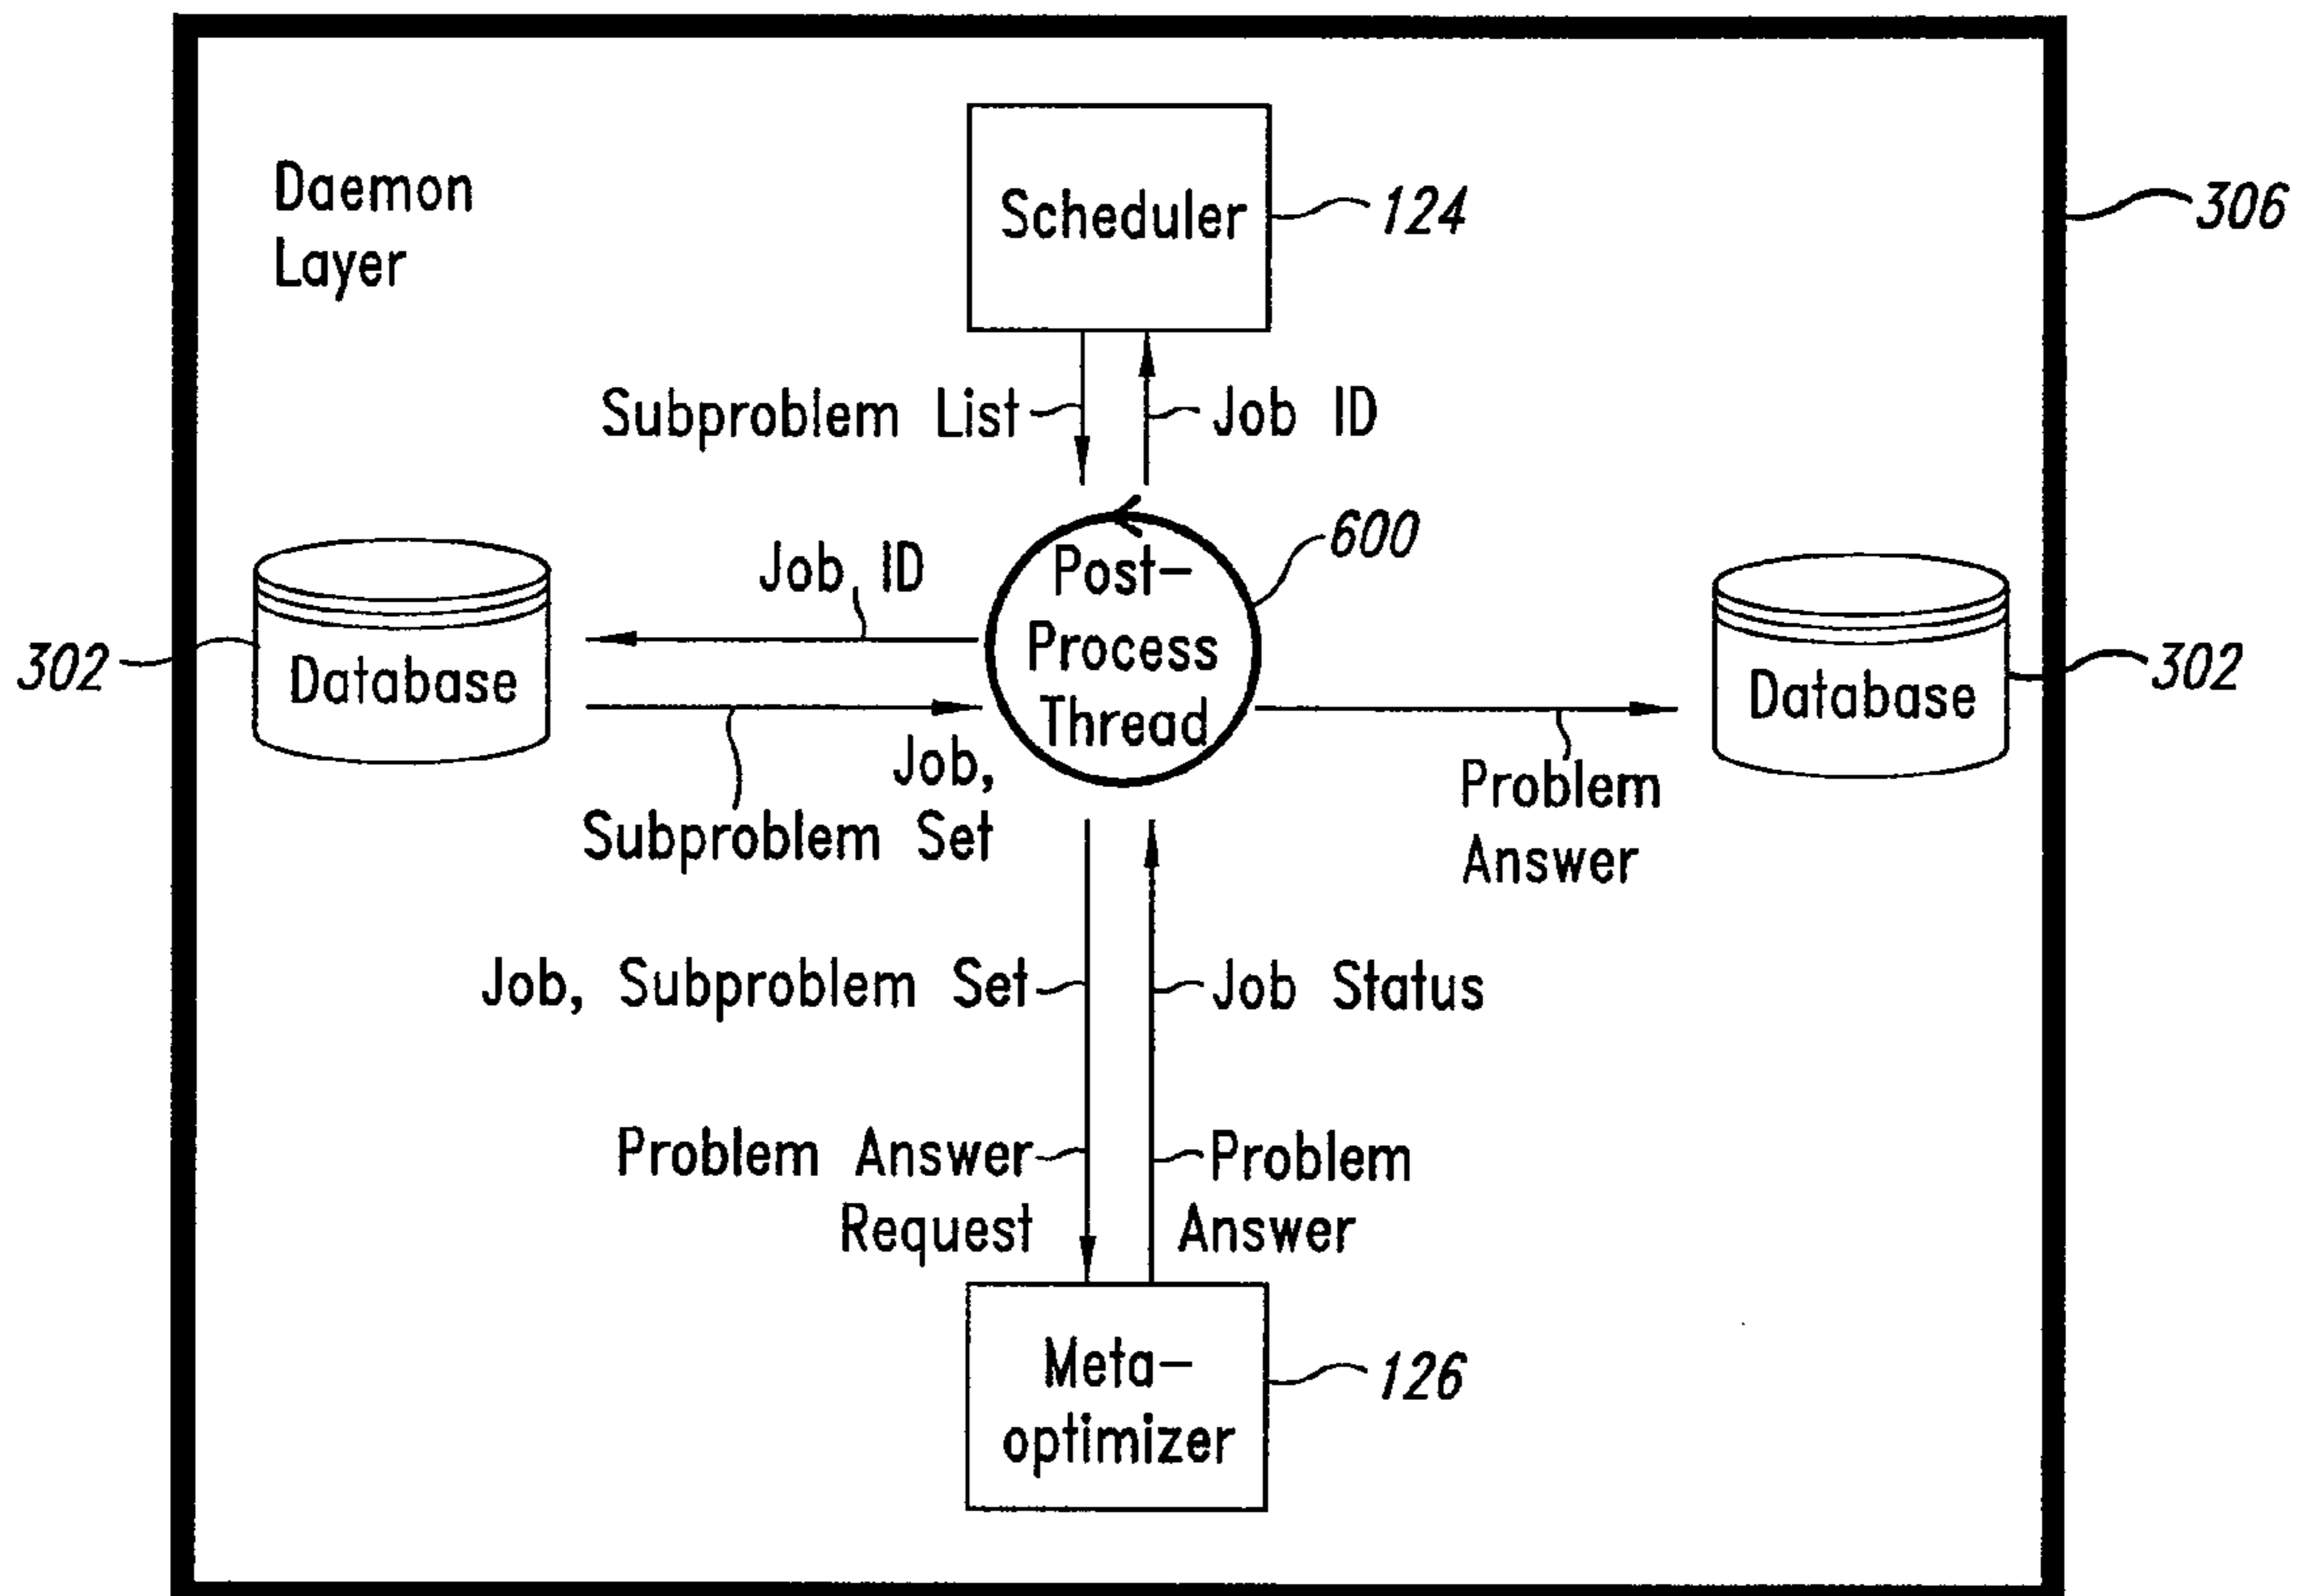 Daemon
Layer
Scheduler
124
306
Subproblem List
Job ID
600
Job ID
Post-
Process
Thread
302
Database
Database
302
Job,
Subproblem Set
Problem
Answer
Job, Subproblem Set
Job Status
Problem Answer
Request
Problem
Answer
Meta-
optimizer
126